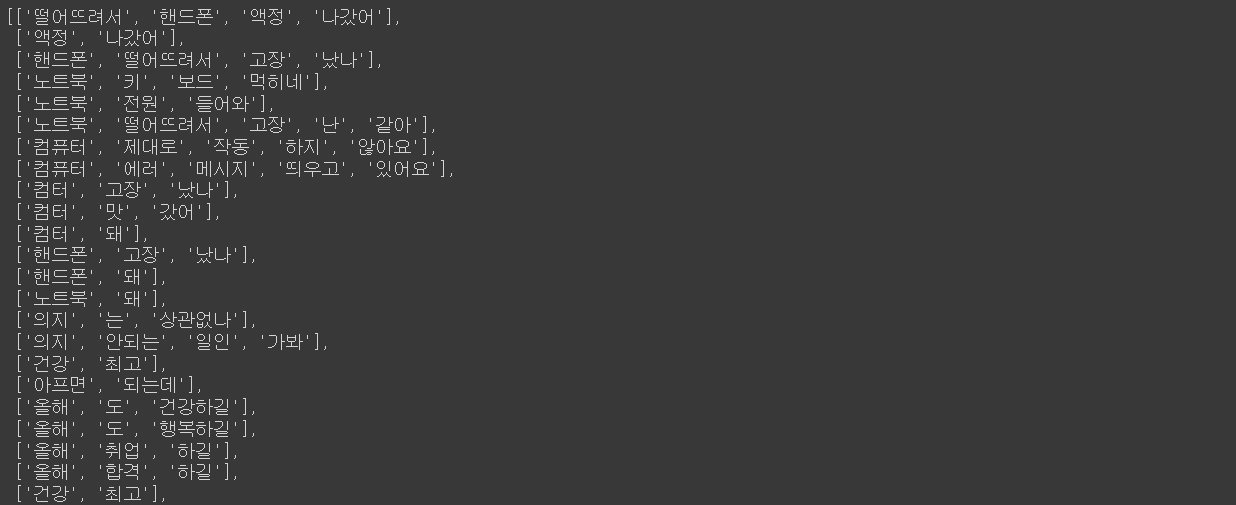 [['떨어뜨려서', '핸드폰', '액정', '나갔어'],
['액정', '나갔어'],
['핸드폰', '떨어뜨려서', '고장', '났나'],
['노트북', '키', '보드', '먹히네'],
['노트북', '전원', '들어와'],
['노트북', '떨어뜨려서', '고장', '난', '같아'],
['컴퓨터', '제대로', '작동', '하지', '않아요'],
['컴퓨터', '에러', '메시지', '띄우고', '있어요'],
['컴터', '고장', '났나'],
['컴터', '맛', '갔어'],
['컴터', '돼'],
['핸드폰', '고장', '났나'],
['핸드폰', '돼'],
['노트북', '돼'],
['의지', '는', '상관없나'],
['의지', '안되는', '일인', '가봐'],
['건강', '최고'],
['아프면', '되는데'],
['올해', '도', '건강하길'],
['올해', '도', '행복하길'],
['올해', '취업', '하길'],
['올해', '합격', '하길'],
['건강', '최고'],